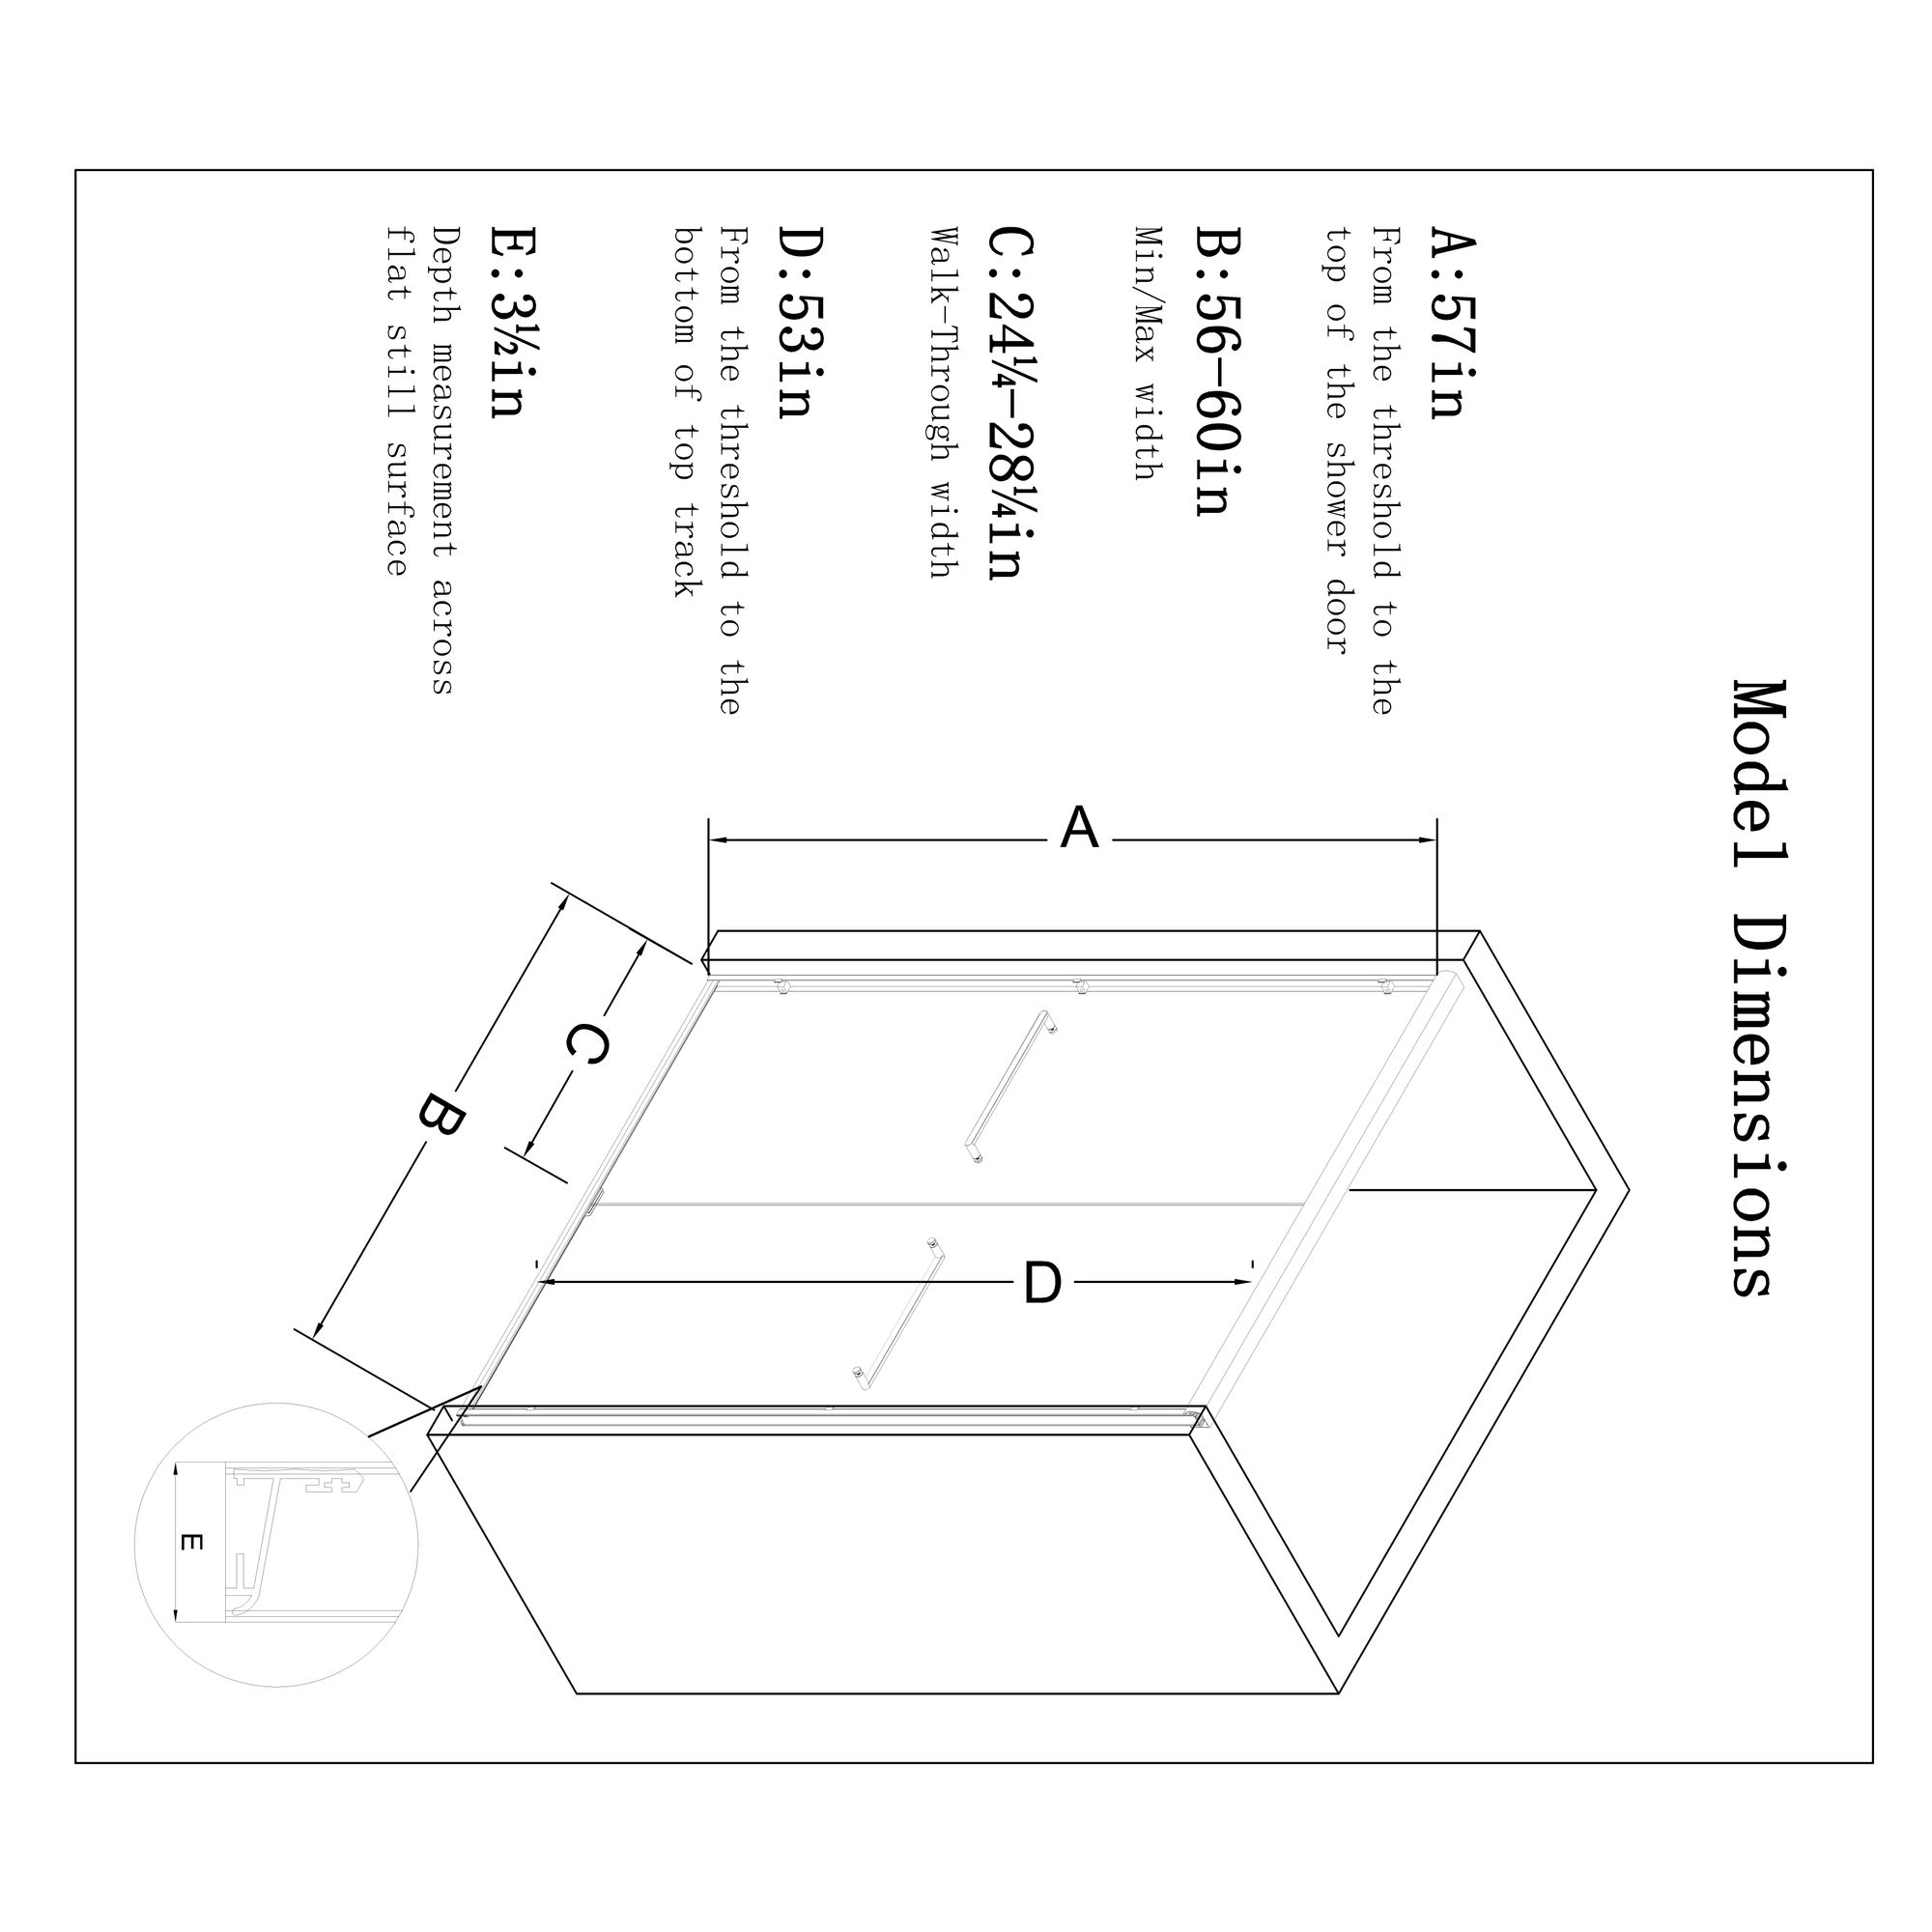 Model Dimensions
A:57in
From the threshold to the
top of the shower door
B:56-60in
Min/Max width
C:24¼-28¼in
Walk-Through width
D:53in
From the threshold to the
bottom of top track
E:3½in
Depth measurement across
flat still surface
A
D
C
B
E